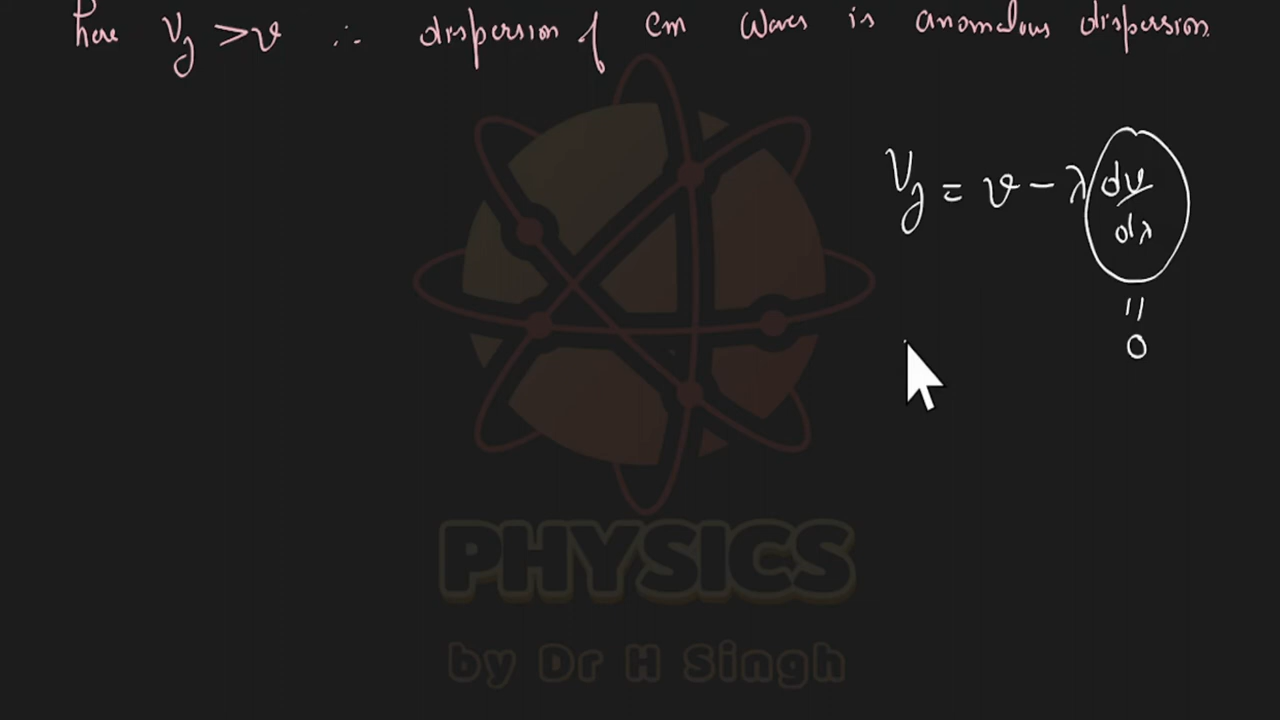 here Vg > v ∴ dispersion of em waves is anomalous dispersion.
Vg = v - λ dv/dλ
=
0
PHYSICS
by Dr H Singh